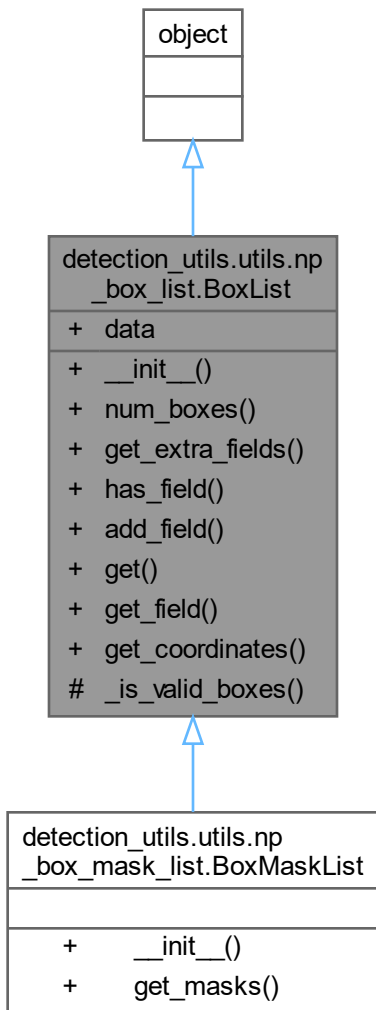 object
detection_utils.utils.np
_box_list.BoxList
+ data
+ __init__()
+ num_boxes()
+ get_extra_fields()
+ has_field()
+ add_field()
+ get()
+ get_field()
+ get_coordinates()
# _is_valid_boxes()
detection_utils.utils.np
_box_mask_list.BoxMaskList
+ __init__()
+ get_masks()